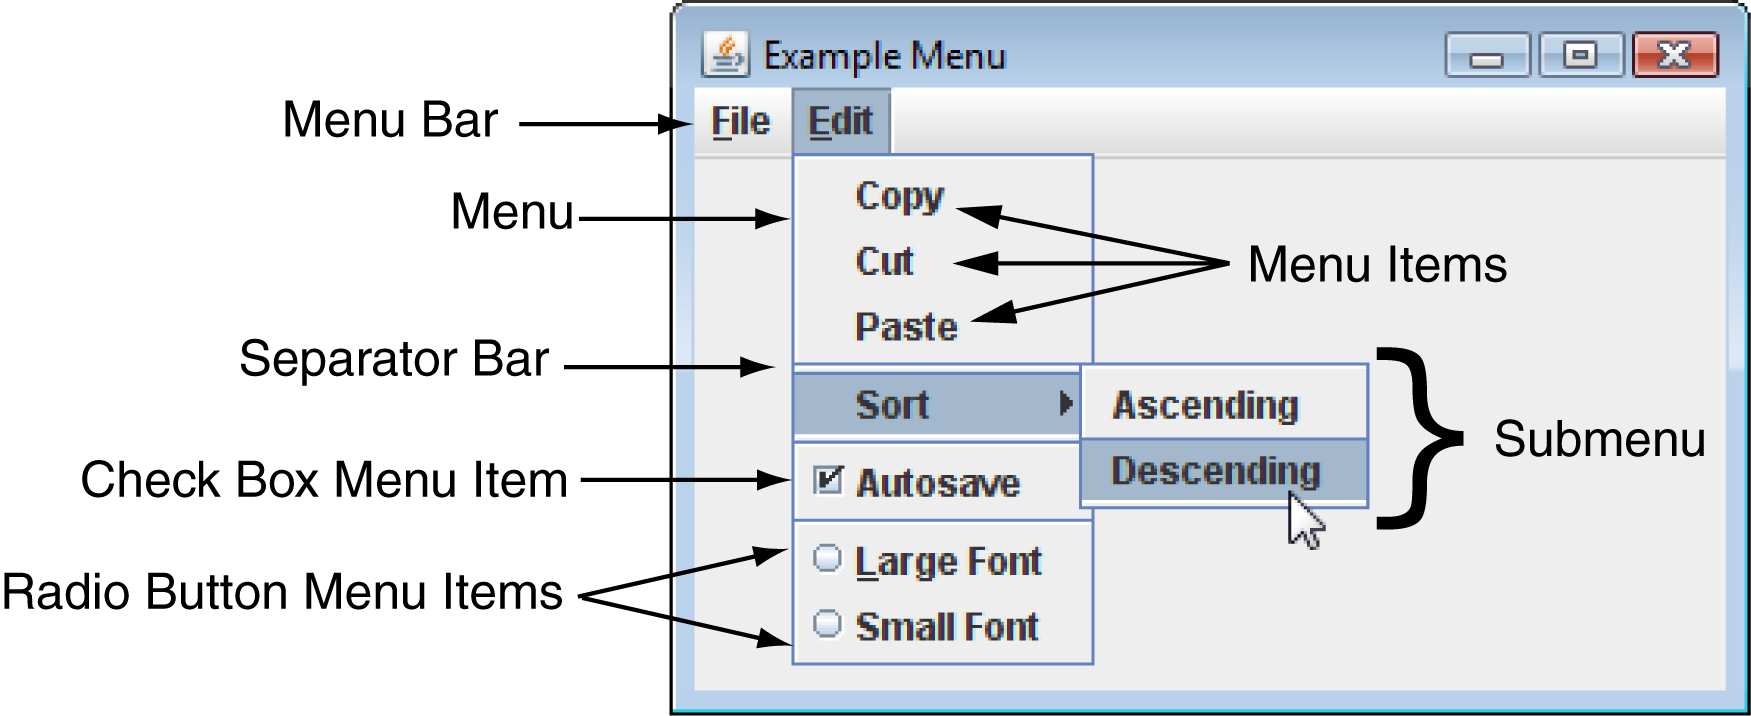 Example Menu
Menu Bar
File Edit
Menu
Copy
Cut
Menu Items
Paste
Separator Bar
Sort
Ascending
Submenu
Check Box Menu Item
Autosave
Descending
Large Font
Radio Button Menu Items
Small Font